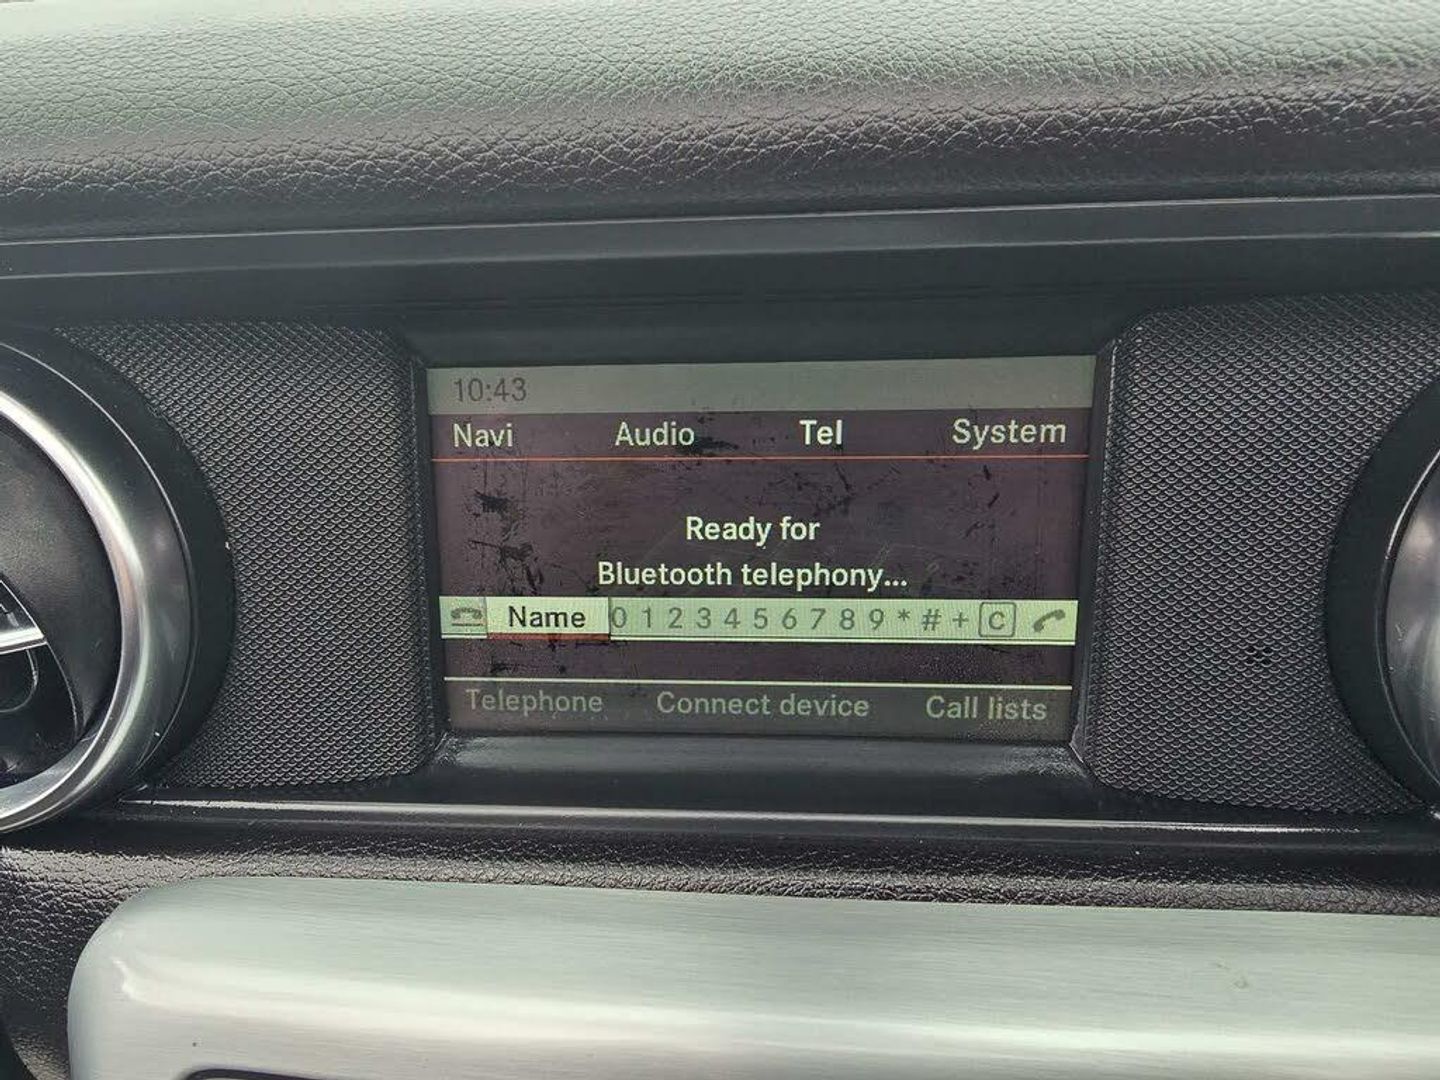 10:43
Navi Audio Tel System
Ready for
Bluetooth telephony...
Name 0 1 2 3 4 5 6 7 8 9 * # + C
Telephone Connect device Call lists